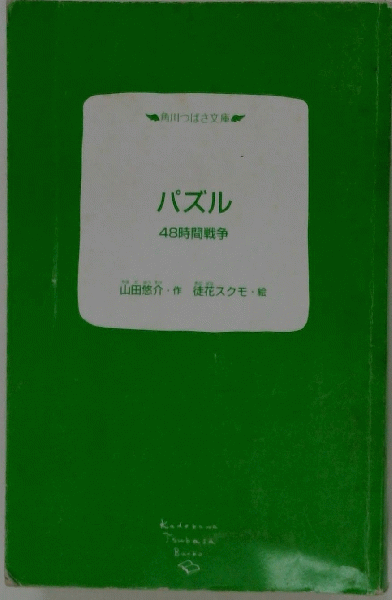 角川つばさ文庫
パズル
48時間戦争
山田悠介・作 徒花スクモ・絵
Kadokawa
Tsubasa
Bunko